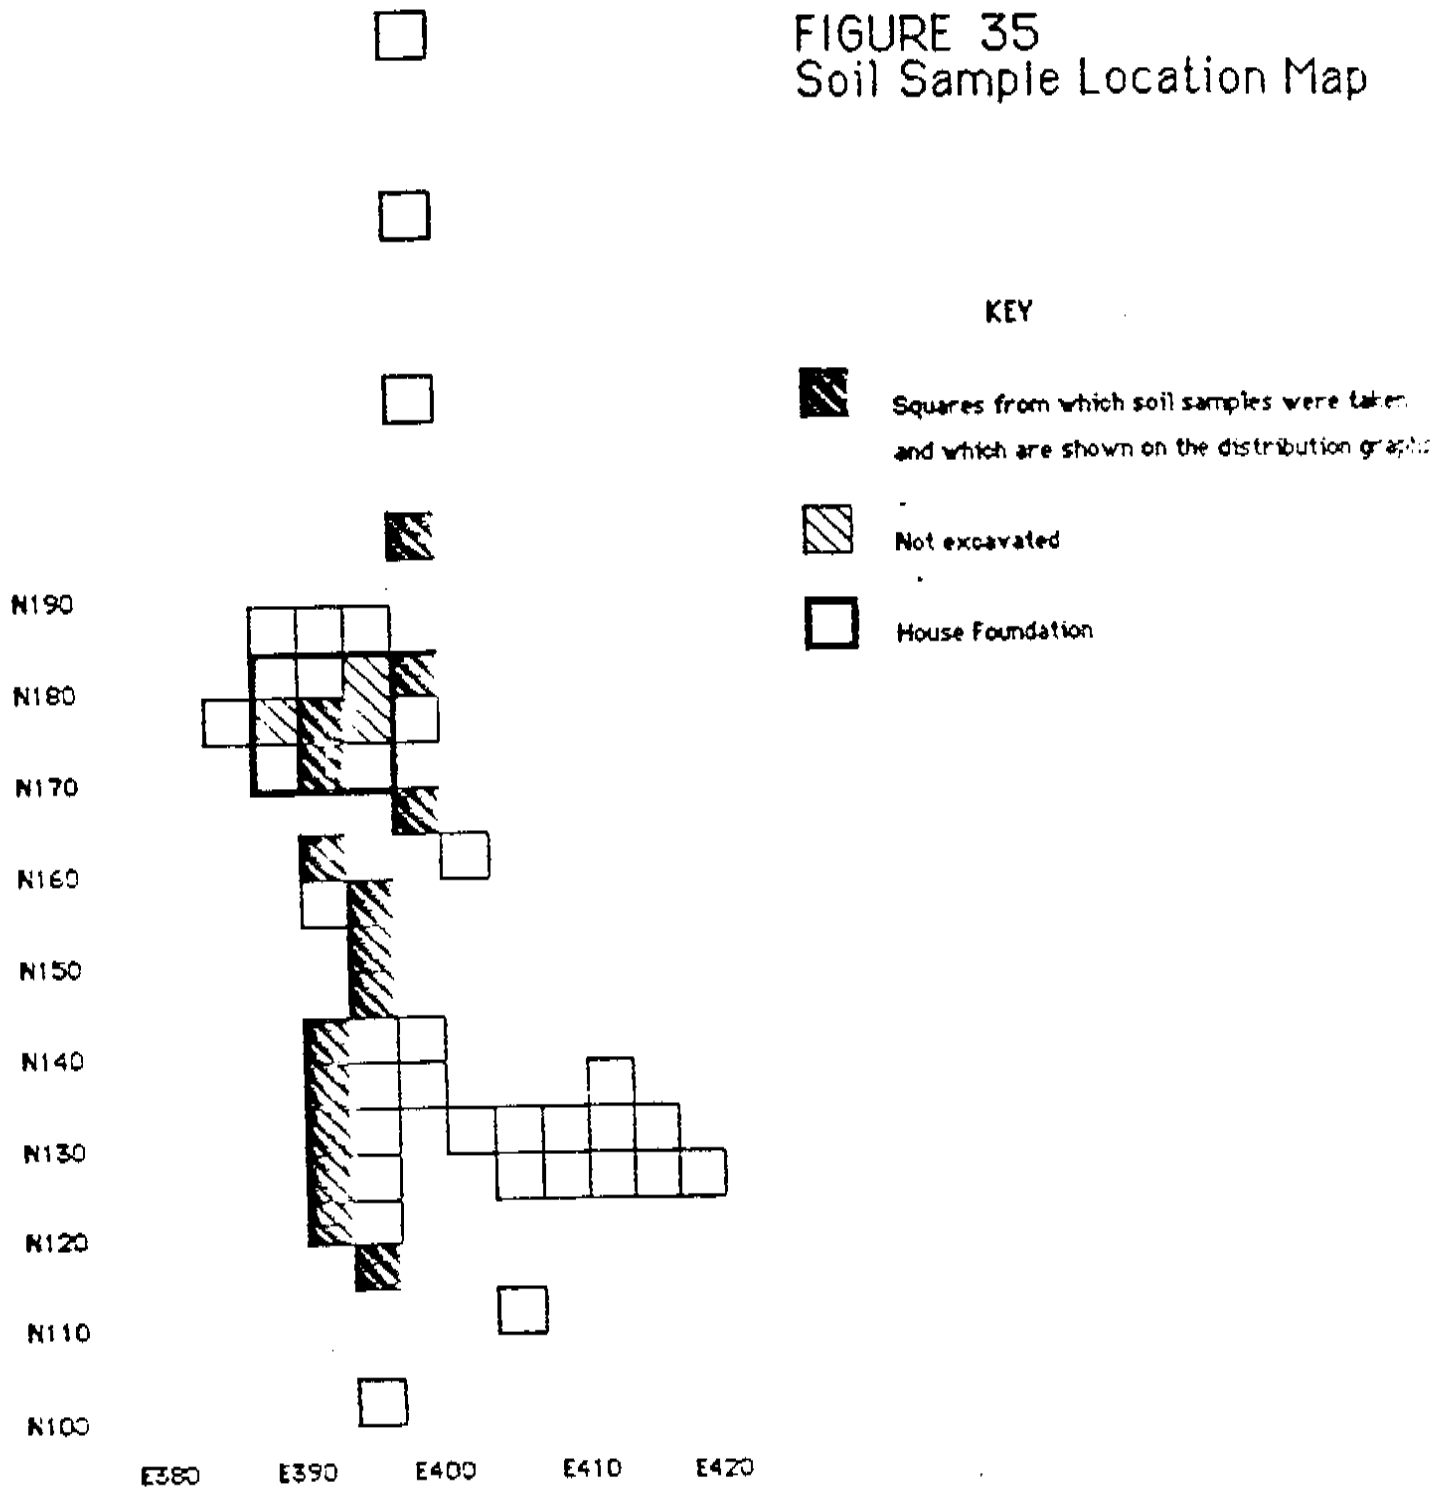 FIGURE 35
Soil Sample Location Map
KEY
Squares from which soil samples were taken
and which are shown on the distribution graphs
Not excavated
House Foundation
N190
N180
N170
N160
N150
N140
N130
N120
N110
N100
E380 E390 E400 E410 E420